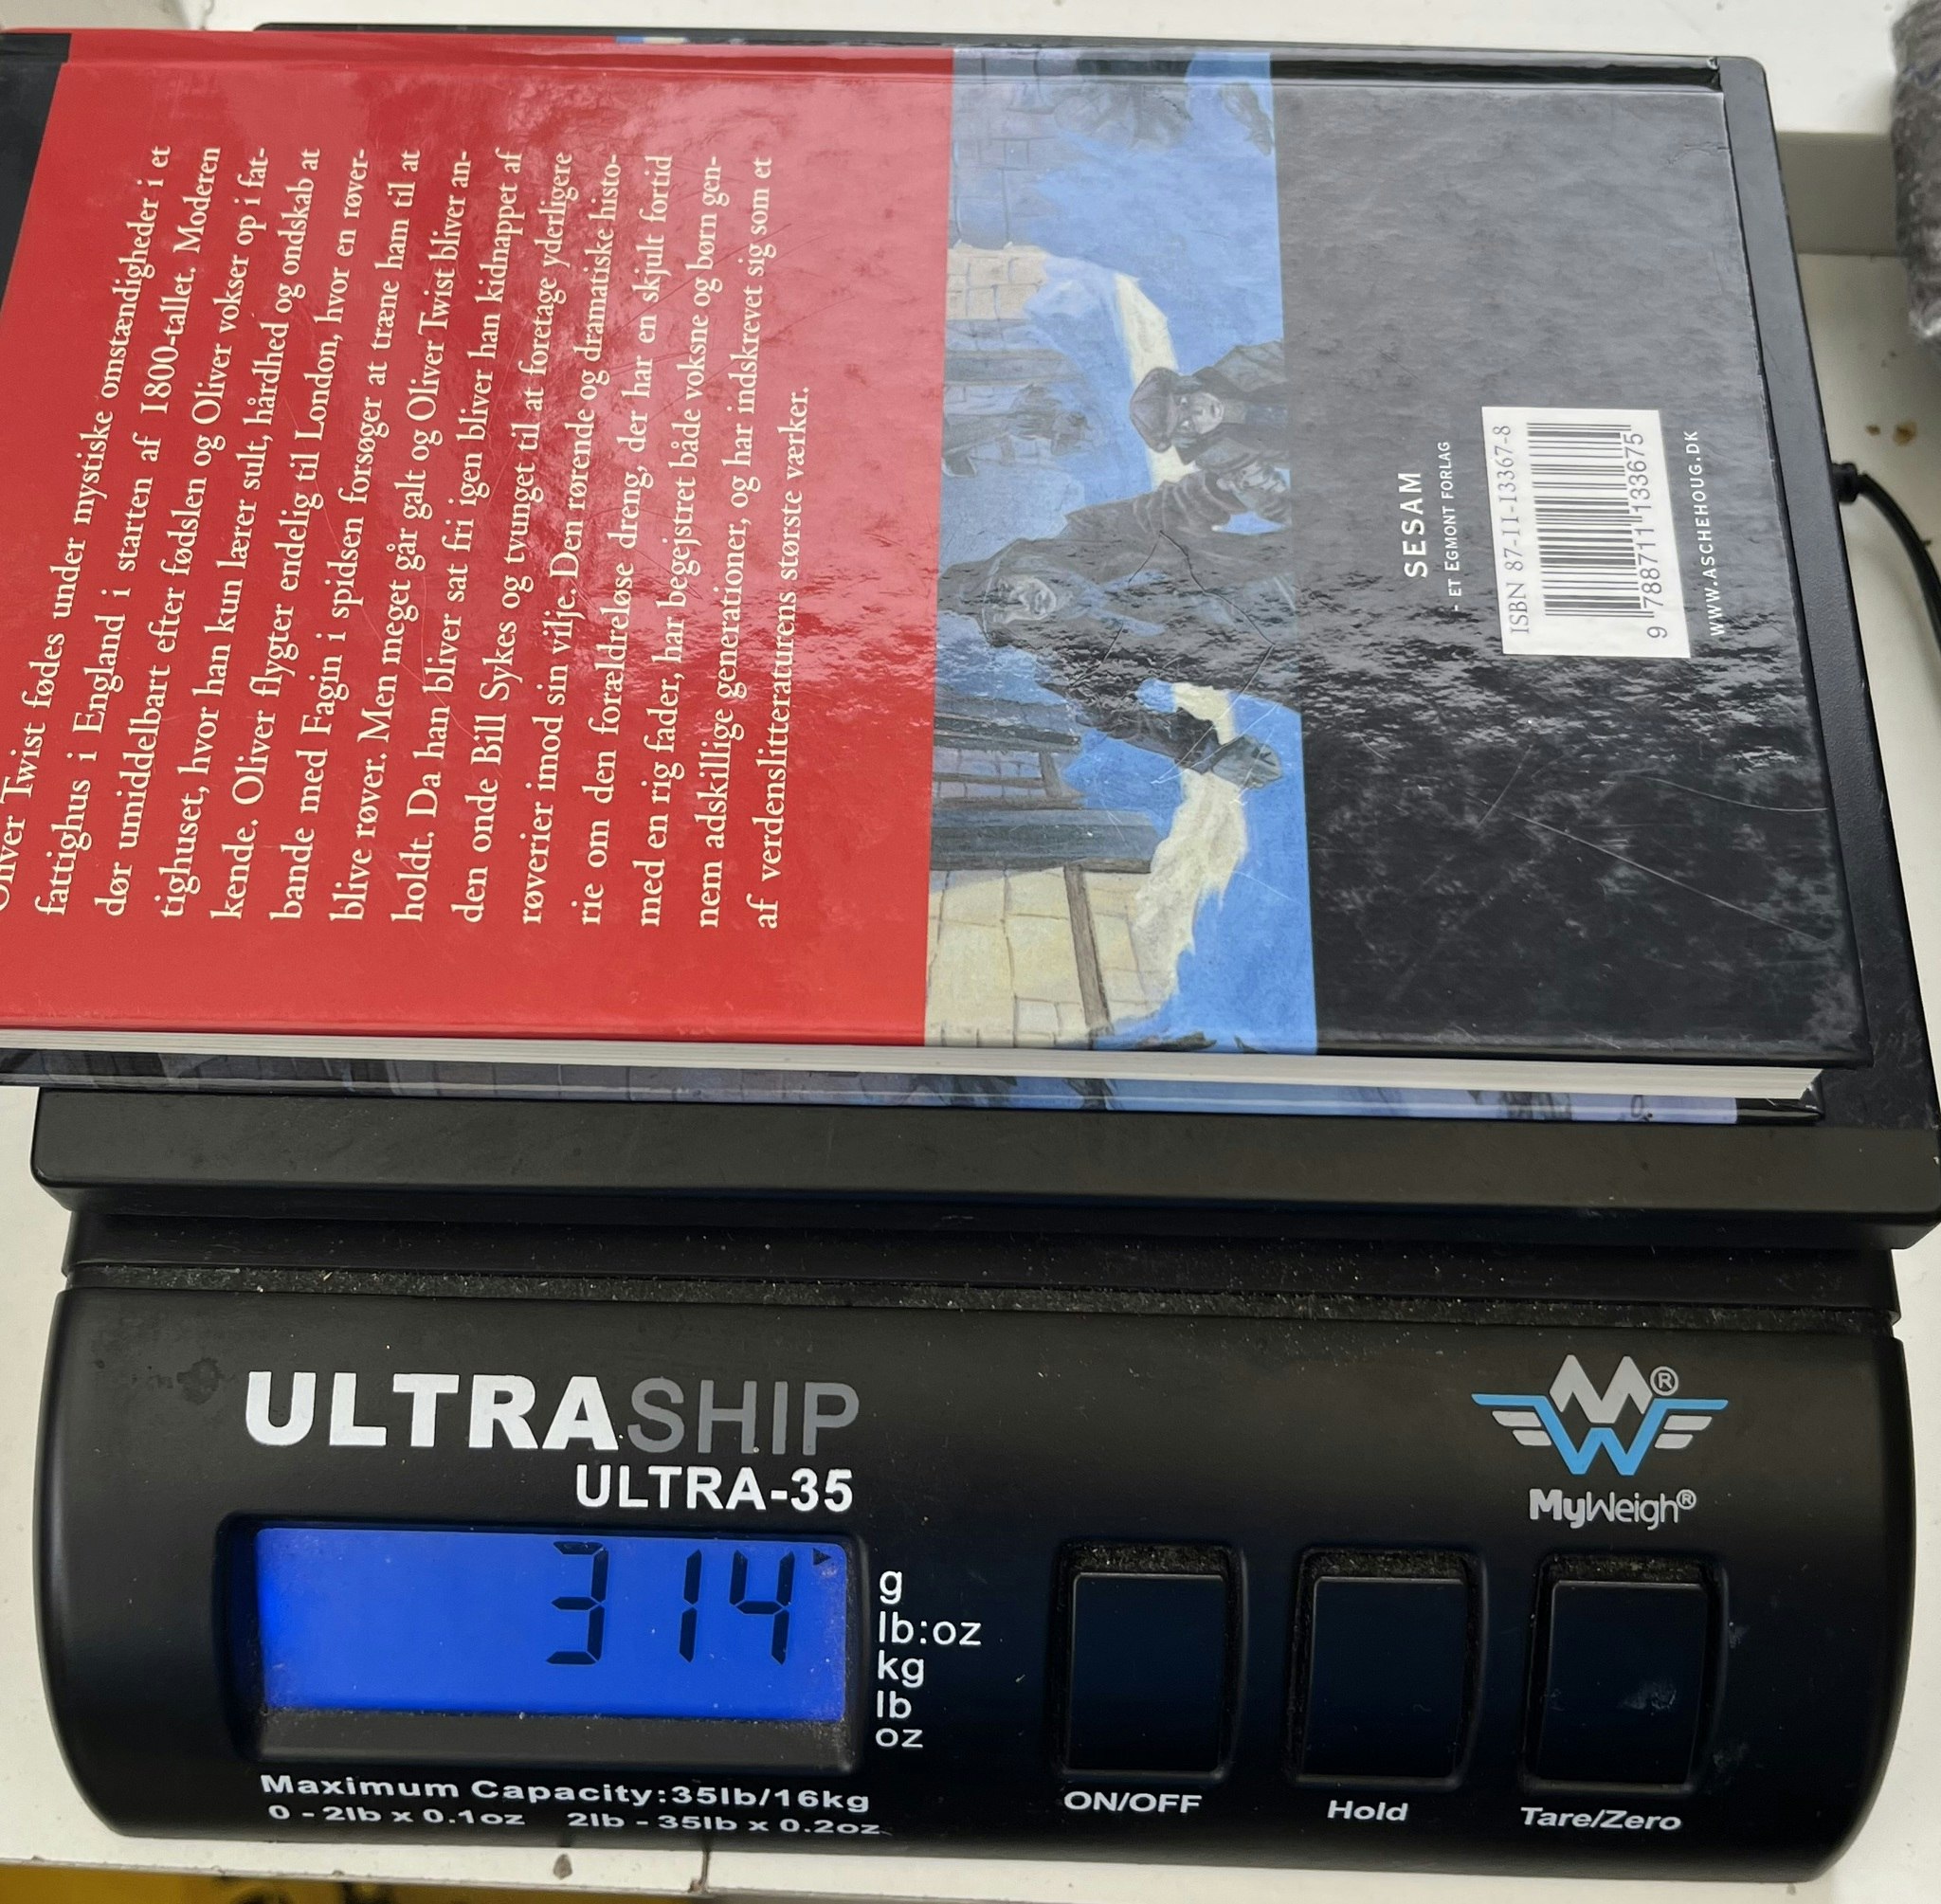 Oliver Twist fødes under mystiske omstændigheder i et
fattighus i England i starten af 1800-tallet. Moderen
dør umiddelbart efter fødslen og Oliver vokser op i fat-
tighuset, hvor han kun lærer sult, hårdhed og ondskab at
kende. Oliver flygter endelig til London, hvor en røver-
bande med Fagin i spidsen forsøger at træne ham til at
blive røver. Men meget går galt og Oliver Twist bliver an-
holdt. Da han bliver sat fri igen bliver han kidnappet af
den onde Bill Sykes og tvunget til at foretage yderligere
røverier imod sin vilje. Den rørende og dramatiske histo-
rie om den forældreløse dreng, der har en skjult fortid
med en rig fader, har begejstret både voksne og børn gen-
nem adskillige generationer, og har indskrevet sig som et
af verdenslitteraturens største værker.
SESAM
- ET EGMONT FORLAG
ISBN 87-11-13367-8
9 788711 133675
WWW.ASCHEHOUG.DK
ULTRASHIP
ULTRA-35
MyWeigh®
314
g
lb:oz
kg
lb
oz
Maximum Capacity:35lb/16kg
0 - 2lb x 0.1oz 2lb - 35lb x 0.2oz
ON/OFF
Hold
Tare/Zero